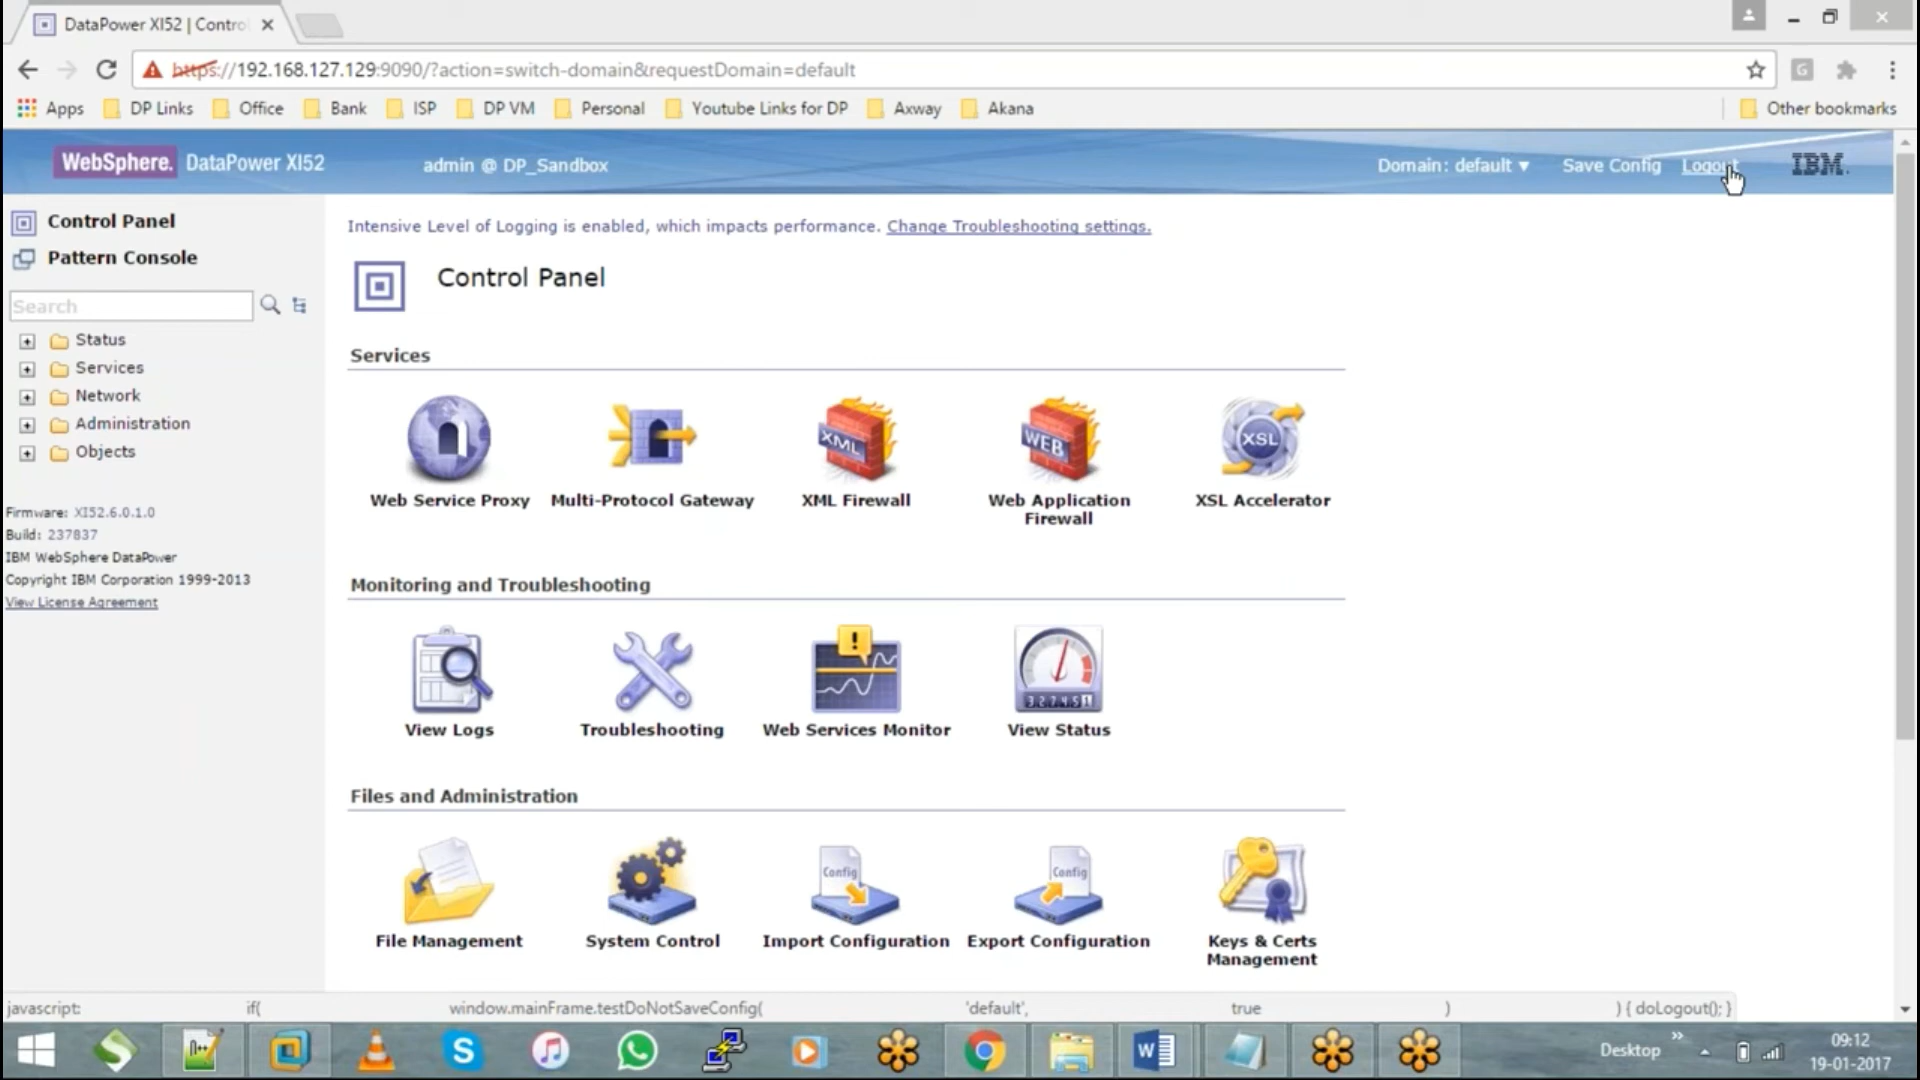 DataPower XI52 | Contro
https://192.168.127.129:9090/?action=switch-domain&requestDomain=default
Apps DP Links Office Bank ISP DP VM Personal Youtube Links for DP Axway Akana Other bookmarks
WebSphere. DataPower XI52 admin @ DP_Sandbox Domain: default ▼ Save Config Logout IBM.
Control Panel
Pattern Console
Search
Status
Services
Network
Administration
Objects
Firmware: XI52.6.0.1.0
Build: 237837
IBM WebSphere DataPower
Copyright IBM Corporation 1999-2013
View License Agreement
Intensive Level of Logging is enabled, which impacts performance. Change Troubleshooting settings.
Control Panel
Services
XML WEB XSL
Web Service Proxy Multi-Protocol Gateway XML Firewall Web Application Firewall XSL Accelerator
Monitoring and Troubleshooting
View Logs Troubleshooting Web Services Monitor View Status
Files and Administration
Config Config
File Management System Control Import Configuration Export Configuration Keys & Certs Management
javascript: if( window.mainFrame.testDoNotSaveConfig( 'default', true ) ) { doLogout(); }
Desktop
09:12
19-01-2017